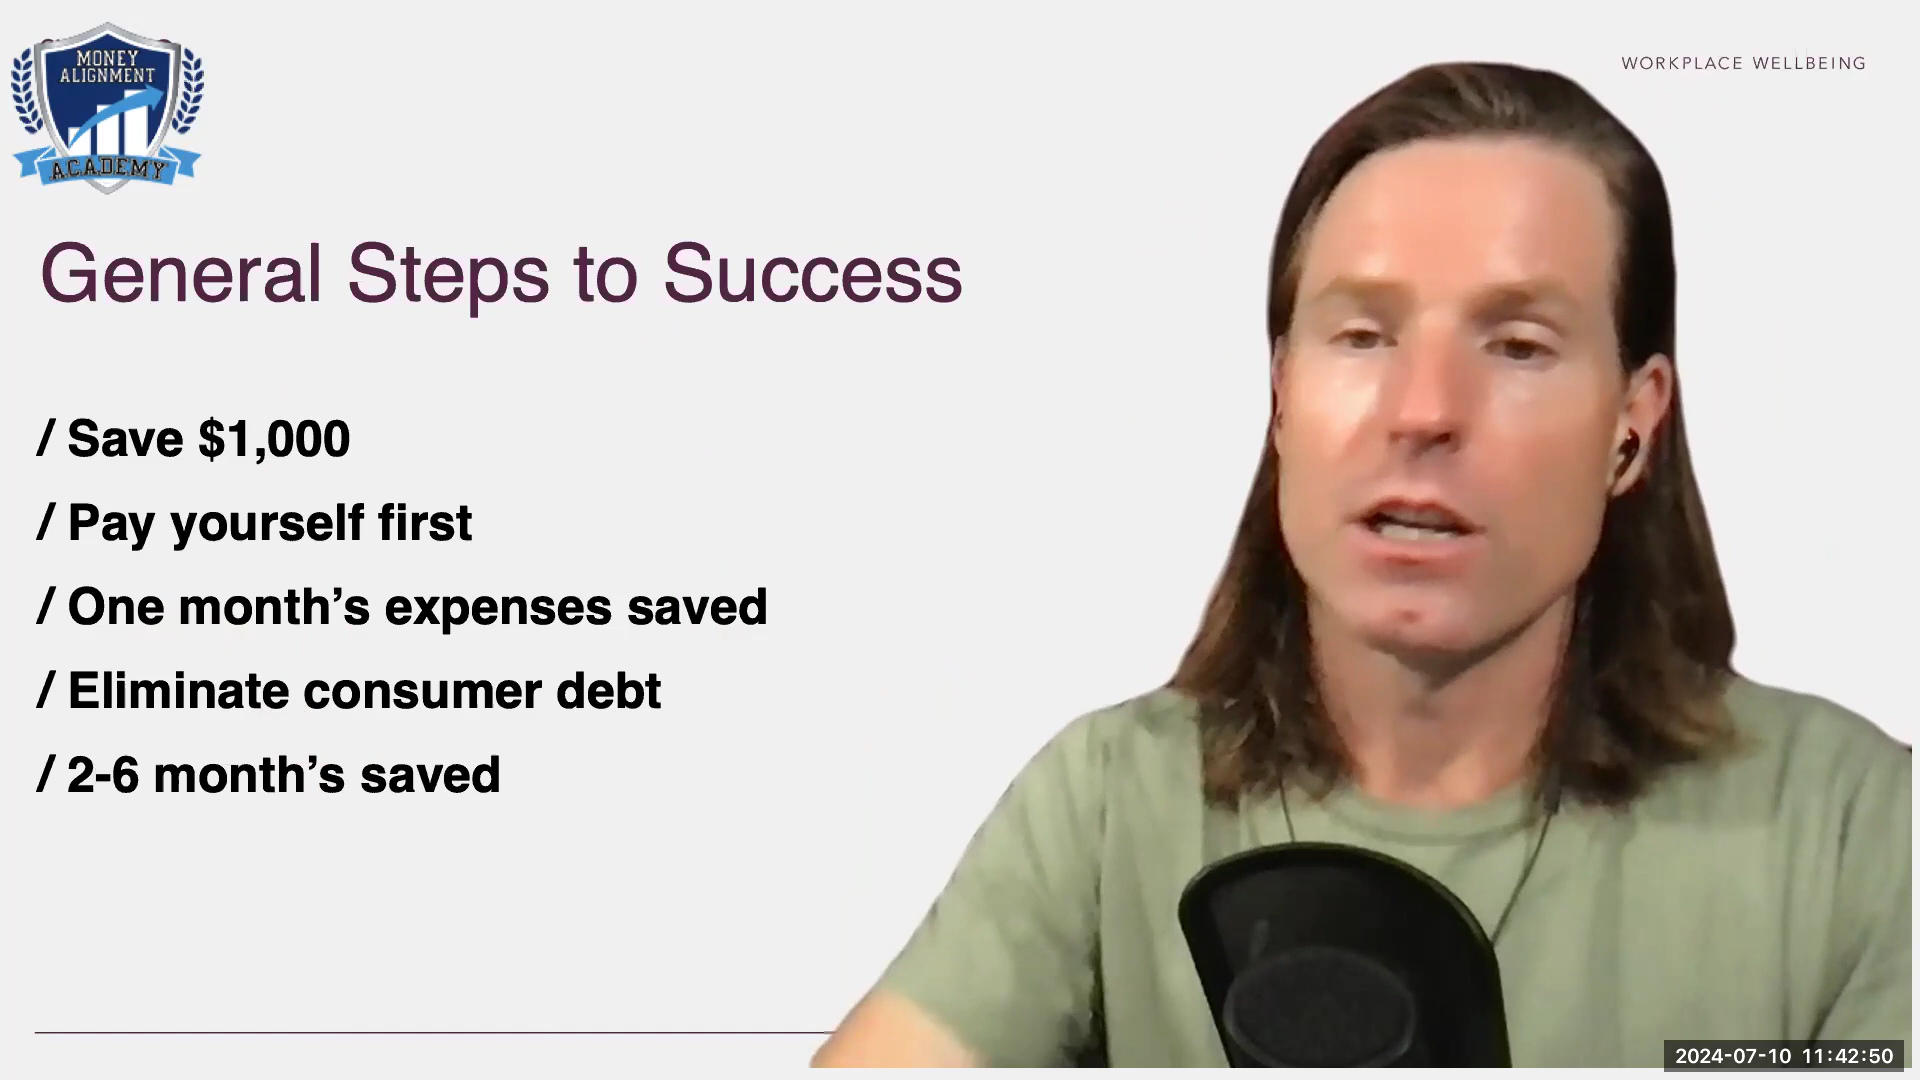 MONEY
ALIGNMENT
ACADEMY
WORKPLACE WELLBEING
General Steps to Success
/ Save $1,000
/ Pay yourself first
/ One month’s expenses saved
/ Eliminate consumer debt
/ 2-6 month’s saved
2024-07-10 11:42:50